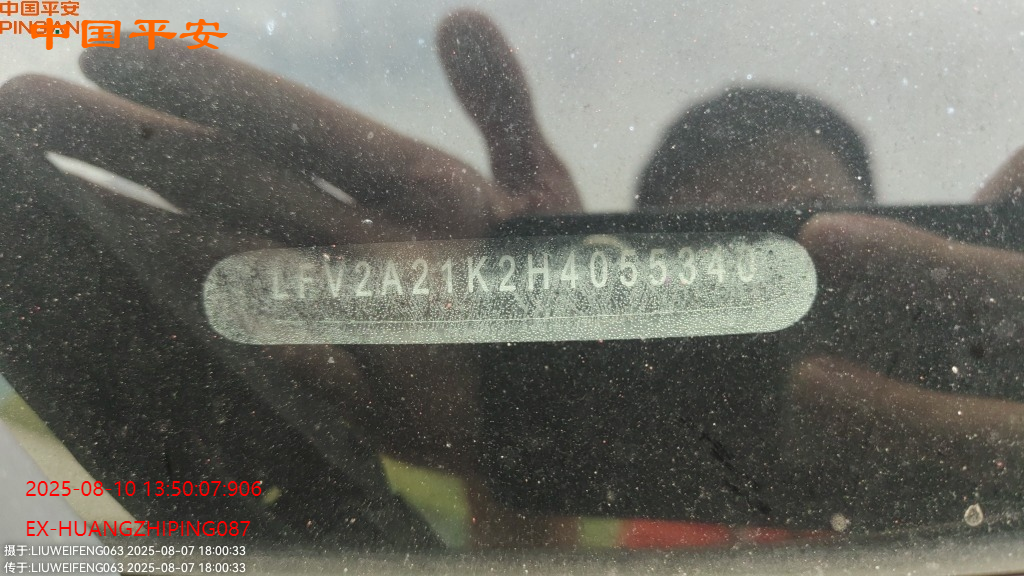 中国平安
PINGAN
中国平安
LFV2A21K2H4055340
2025-08-10 13:50:07:906
EX-HUANGZHIPING087
摄于:LIUWEIFENG063 2025-08-07 18:00:33
传于:LIUWEIFENG063 2025-08-07 18:00:33